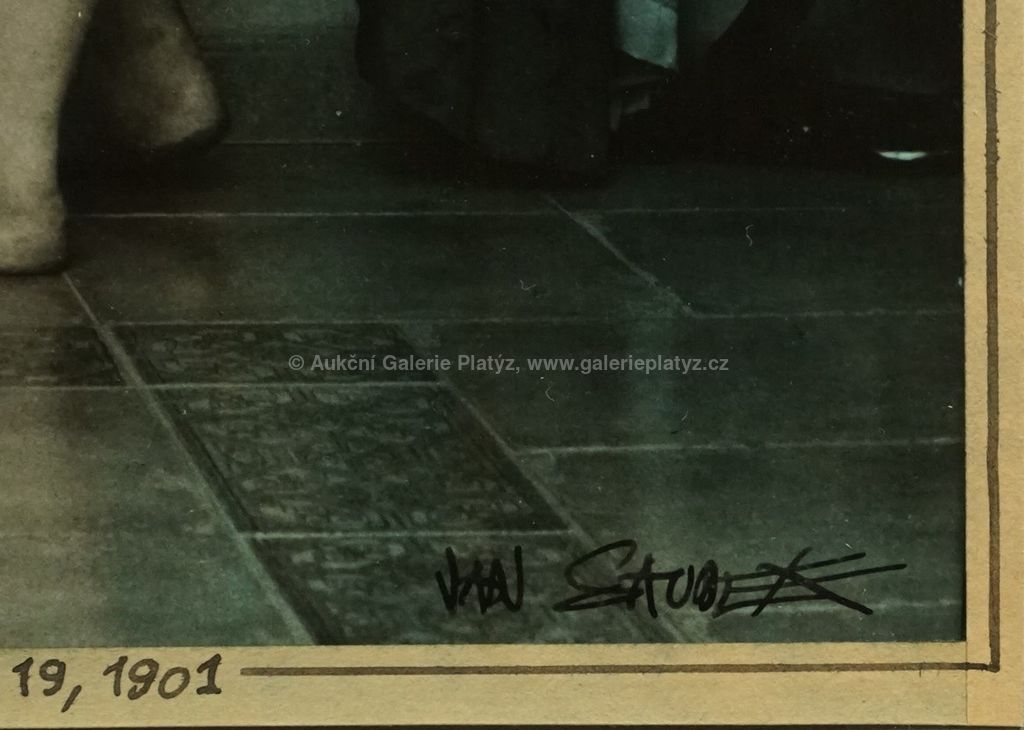 © Aukční Galerie Platýz, www.galerieplatyz.cz
JAN SAUDEK
19, 1901